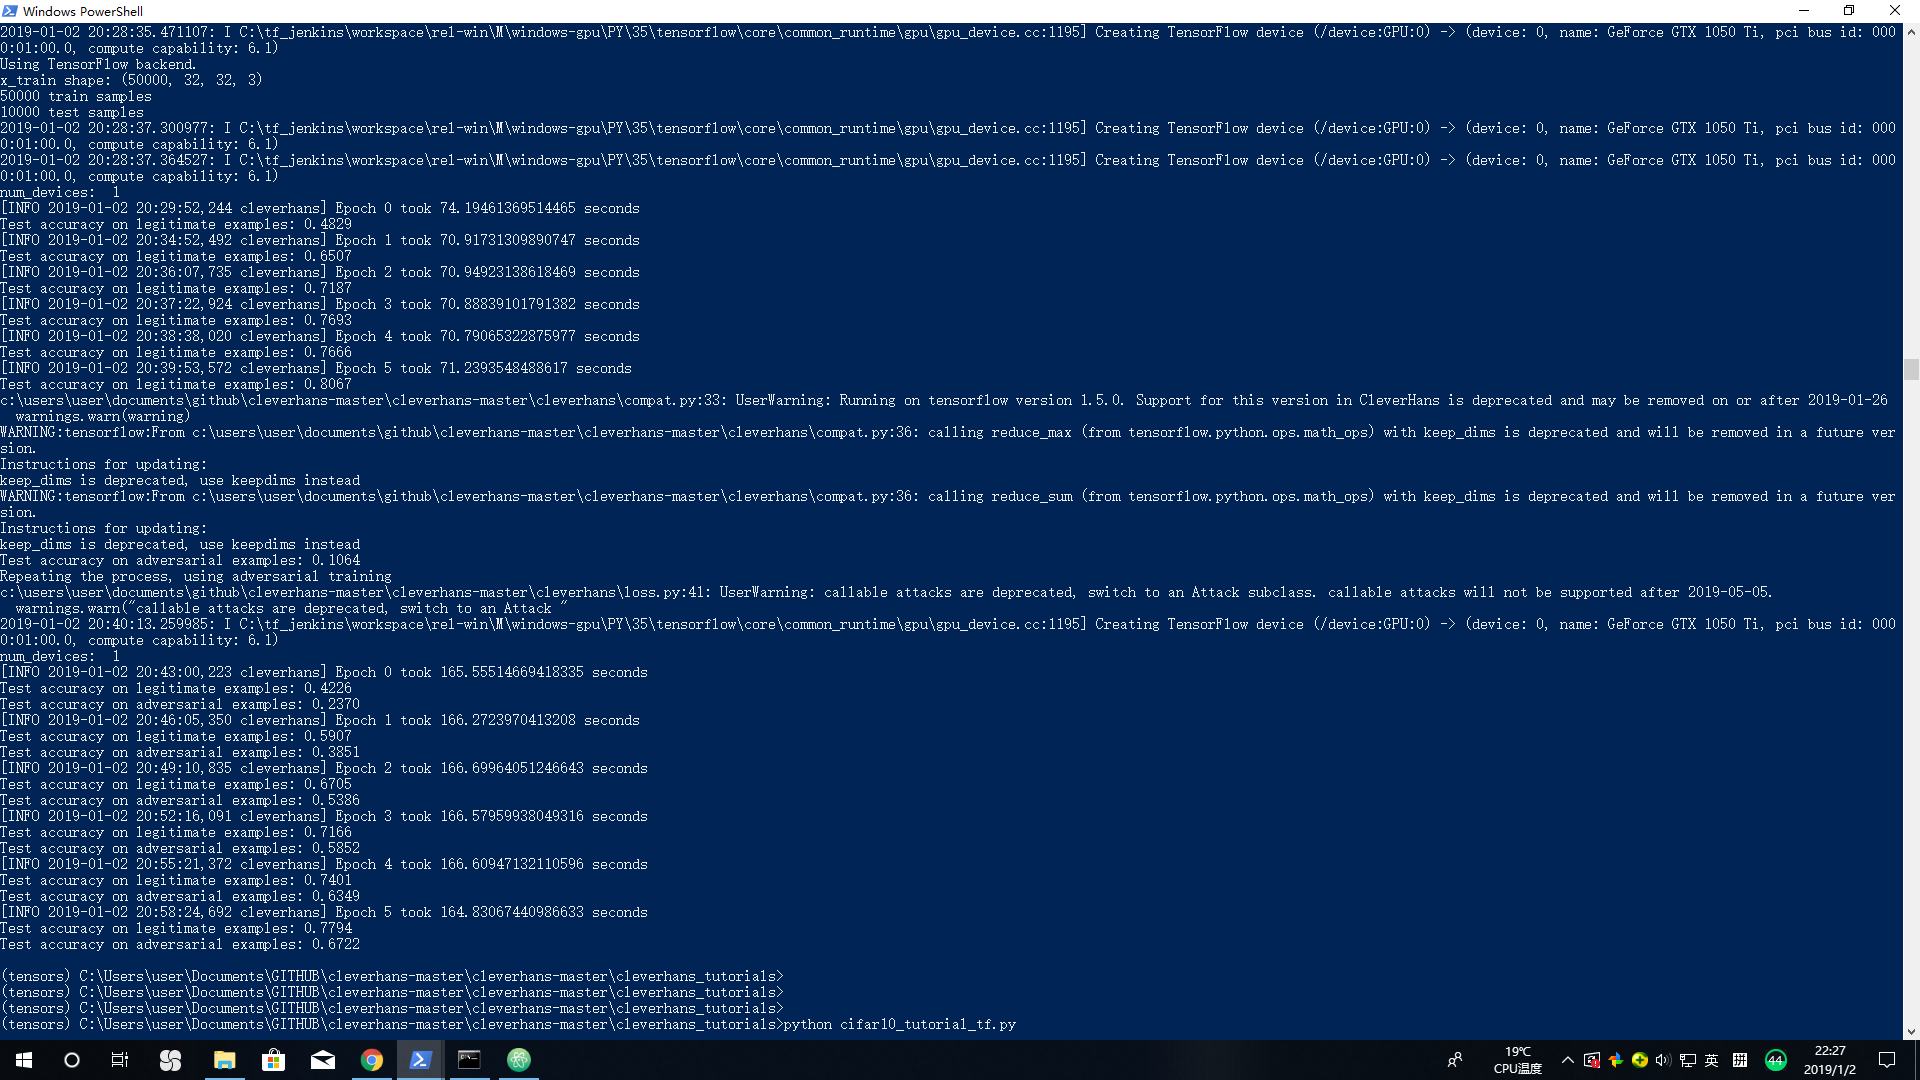 Windows PowerShell
2019-01-02 20:28:35.471107: I C:\tf_jenkins\workspace\rel-win\M\windows-gpu\PY\35\tensorflow\core\common_runtime\gpu\gpu_device.cc:1195] Creating TensorFlow device (/device:GPU:0) -> (device: 0, name: GeForce GTX 1050 Ti, pci bus id: 000
0:01:00.0, compute capability: 6.1)
Using TensorFlow backend.
x_train shape: (50000, 32, 32, 3)
50000 train samples
10000 test samples
2019-01-02 20:28:37.300977: I C:\tf_jenkins\workspace\rel-win\M\windows-gpu\PY\35\tensorflow\core\common_runtime\gpu\gpu_device.cc:1195] Creating TensorFlow device (/device:GPU:0) -> (device: 0, name: GeForce GTX 1050 Ti, pci bus id: 000
0:01:00.0, compute capability: 6.1)
2019-01-02 20:28:37.364527: I C:\tf_jenkins\workspace\rel-win\M\windows-gpu\PY\35\tensorflow\core\common_runtime\gpu\gpu_device.cc:1195] Creating TensorFlow device (/device:GPU:0) -> (device: 0, name: GeForce GTX 1050 Ti, pci bus id: 000
0:01:00.0, compute capability: 6.1)
num_devices:  1
[INFO 2019-01-02 20:29:52,244 cleverhans] Epoch 0 took 74.19461369514465 seconds
Test accuracy on legitimate examples: 0.4829
[INFO 2019-01-02 20:34:52,492 cleverhans] Epoch 1 took 70.91731309890747 seconds
Test accuracy on legitimate examples: 0.6507
[INFO 2019-01-02 20:36:07,735 cleverhans] Epoch 2 took 70.94923138618469 seconds
Test accuracy on legitimate examples: 0.7187
[INFO 2019-01-02 20:37:22,924 cleverhans] Epoch 3 took 70.88839101791382 seconds
Test accuracy on legitimate examples: 0.7693
[INFO 2019-01-02 20:38:38,020 cleverhans] Epoch 4 took 70.79065322875977 seconds
Test accuracy on legitimate examples: 0.7666
[INFO 2019-01-02 20:39:53,572 cleverhans] Epoch 5 took 71.2393548488617 seconds
Test accuracy on legitimate examples: 0.8067
c:\users\user\documents\github\cleverhans-master\cleverhans-master\cleverhans\compat.py:33: UserWarning: Running on tensorflow version 1.5.0. Support for this version in CleverHans is deprecated and may be removed on or after 2019-01-26
  warnings.warn(warning)
WARNING:tensorflow:From c:\users\user\documents\github\cleverhans-master\cleverhans-master\cleverhans\compat.py:36: calling reduce_max (from tensorflow.python.ops.math_ops) with keep_dims is deprecated and will be removed in a future ver
sion.
Instructions for updating:
keep_dims is deprecated, use keepdims instead
WARNING:tensorflow:From c:\users\user\documents\github\cleverhans-master\cleverhans-master\cleverhans\compat.py:36: calling reduce_sum (from tensorflow.python.ops.math_ops) with keep_dims is deprecated and will be removed in a future ver
sion.
Instructions for updating:
keep_dims is deprecated, use keepdims instead
Test accuracy on adversarial examples: 0.1064
Repeating the process, using adversarial training
c:\users\user\documents\github\cleverhans-master\cleverhans-master\cleverhans\loss.py:41: UserWarning: callable attacks are deprecated, switch to an Attack subclass. callable attacks will not be supported after 2019-05-05.
  warnings.warn("callable attacks are deprecated, switch to an Attack "
2019-01-02 20:40:13.259985: I C:\tf_jenkins\workspace\rel-win\M\windows-gpu\PY\35\tensorflow\core\common_runtime\gpu\gpu_device.cc:1195] Creating TensorFlow device (/device:GPU:0) -> (device: 0, name: GeForce GTX 1050 Ti, pci bus id: 000
0:01:00.0, compute capability: 6.1)
num_devices:  1
[INFO 2019-01-02 20:43:00,223 cleverhans] Epoch 0 took 165.55514669418335 seconds
Test accuracy on legitimate examples: 0.4226
Test accuracy on adversarial examples: 0.2370
[INFO 2019-01-02 20:46:05,350 cleverhans] Epoch 1 took 166.2723970413208 seconds
Test accuracy on legitimate examples: 0.5907
Test accuracy on adversarial examples: 0.3851
[INFO 2019-01-02 20:49:10,835 cleverhans] Epoch 2 took 166.69964051246643 seconds
Test accuracy on legitimate examples: 0.6705
Test accuracy on adversarial examples: 0.5386
[INFO 2019-01-02 20:52:16,091 cleverhans] Epoch 3 took 166.57959938049316 seconds
Test accuracy on legitimate examples: 0.7166
Test accuracy on adversarial examples: 0.5852
[INFO 2019-01-02 20:55:21,372 cleverhans] Epoch 4 took 166.60947132110596 seconds
Test accuracy on legitimate examples: 0.7401
Test accuracy on adversarial examples: 0.6349
[INFO 2019-01-02 20:58:24,692 cleverhans] Epoch 5 took 164.83067440986633 seconds
Test accuracy on legitimate examples: 0.7794
Test accuracy on adversarial examples: 0.6722
(tensors) C:\Users\user\Documents\GITHUB\cleverhans-master\cleverhans-master\cleverhans_tutorials>
(tensors) C:\Users\user\Documents\GITHUB\cleverhans-master\cleverhans-master\cleverhans_tutorials>
(tensors) C:\Users\user\Documents\GITHUB\cleverhans-master\cleverhans-master\cleverhans_tutorials>
(tensors) C:\Users\user\Documents\GITHUB\cleverhans-master\cleverhans-master\cleverhans_tutorials>python cifar10_tutorial_tf.py
19℃
CPU温度
英
拼
44
22:27
2019/1/2